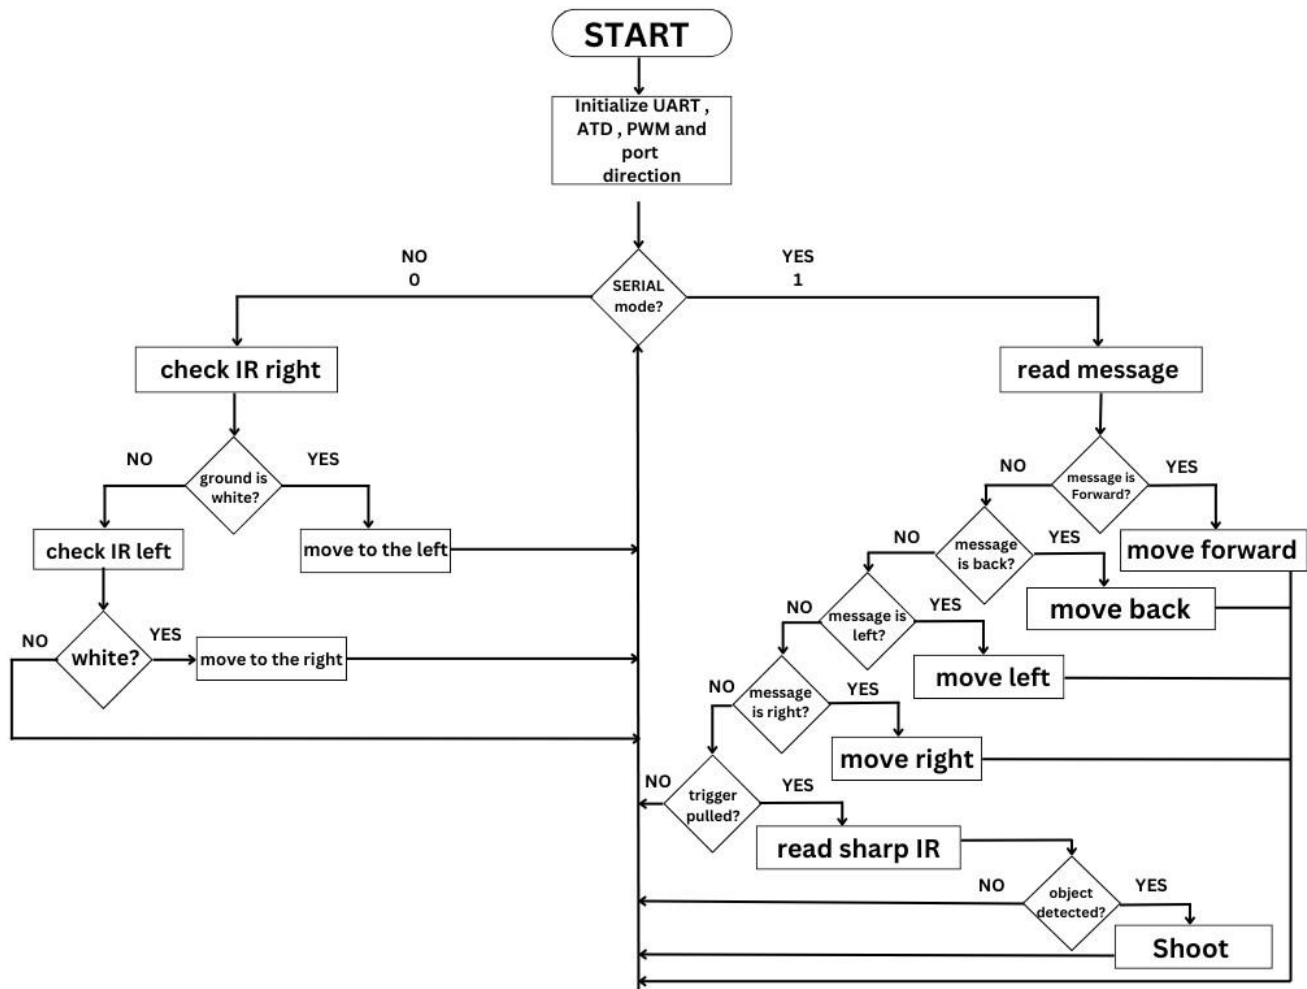 START
Initialize UART ,
ATD , PWM and
port
direction
NO
0
YES
1
SERIAL
mode?
check IR right
read message
NO
YES
ground is
white?
NO
YES
message is
Forward?
check IR left
move to the left
NO
YES
message
is back?
move forward
move back
NO
YES
white?
move to the right
NO
YES
message is
left?
move left
NO
YES
message
is right?
move right
NO
YES
trigger
pulled?
read sharp IR
NO
YES
object
detected?
Shoot